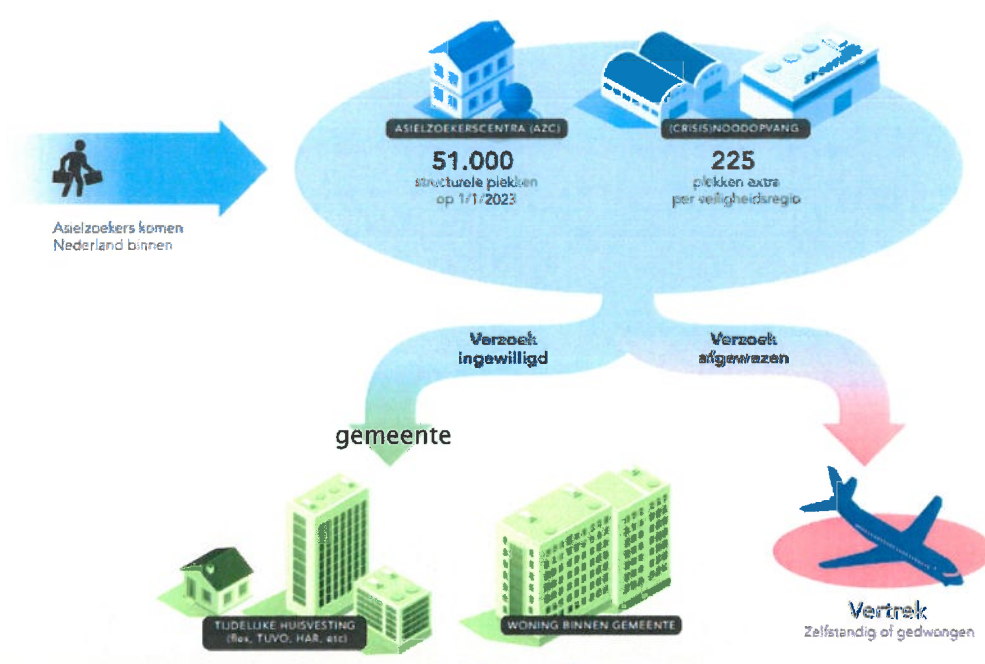 ASIELZOEKERSCENTRA (AZC)
(CRISIS)NOODOPVANG
51.000
structurele plekken
op 1/1/2023
225
plekken extra
per veiligheidsregio
Asielzoekers komen
Nederland binnen
Verzoek
ingewilligd
Verzoek
afgewezen
gemeente
TIJDELIJKE HUISVESTING
(flex, TUVO, HAR, etc)
WONING BINNEN GEMEENTE
Vertrek
Zelfstandig of gedwongen